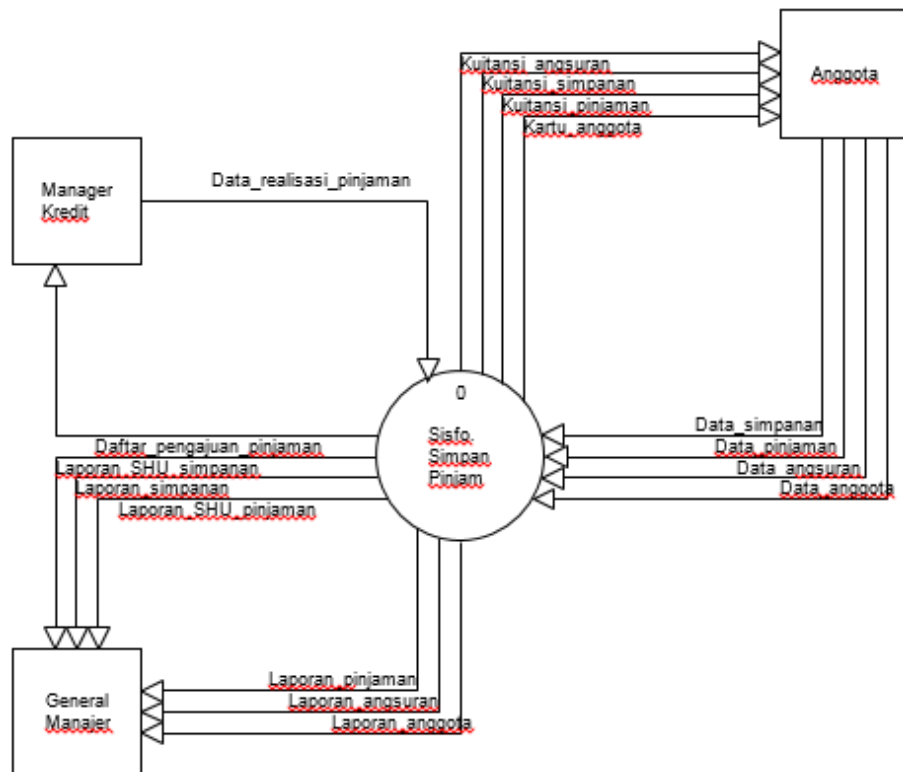 Kuitansi_angsuran
Kuitansi_simpanan
Kuitansi_pinjaman
Kartu_anggota
Anggota
Manager
Kredit
Data_realisasi_pinjaman
0
Sisfo.
Simpan
Pinjam
Data_simpanan
Data_pinjaman
Data_angsuran
Data_anggota
Daftar_pengajuan_pinjaman
Laporan_SHU_simpanan
Laporan_simpanan
Laporan_SHU_pinjaman
General
Manajer
Laporan_pinjaman
Laporan_angsuran
Laporan_anggota